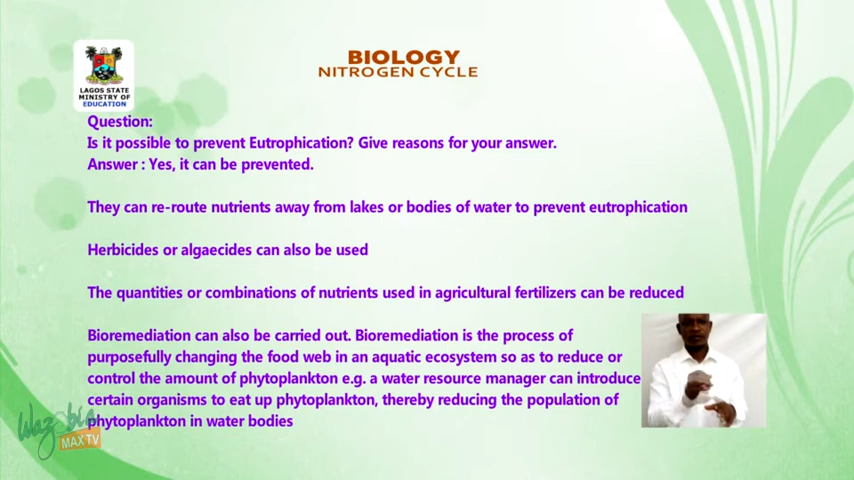 LAGOS STATE
MINISTRY OF
EDUCATION
BIOLOGY
NITROGEN CYCLE
Question:
Is it possible to prevent Eutrophication? Give reasons for your answer.
Answer : Yes, it can be prevented.
They can re-route nutrients away from lakes or bodies of water to prevent eutrophication
Herbicides or algaecides can also be used
The quantities or combinations of nutrients used in agricultural fertilizers can be reduced
Bioremediation can also be carried out. Bioremediation is the process of
purposefully changing the food web in an aquatic ecosystem so as to reduce or
control the amount of phytoplankton e.g. a water resource manager can introduce
certain organisms to eat up phytoplankton, thereby reducing the population of
phytoplankton in water bodies
Wazobia
MAX TV